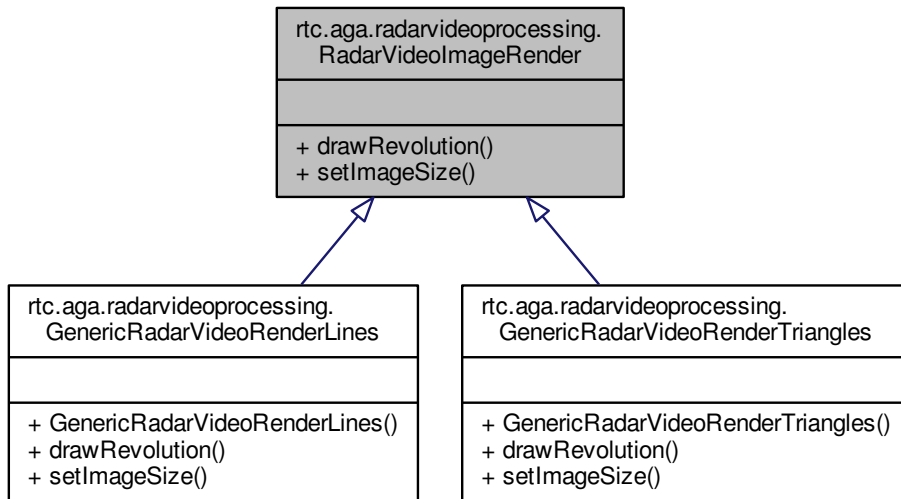 rtc.aga.radarvideoprocessing.
RadarVideoImageRender
+ drawRevolution()
+ setImageSize()
rtc.aga.radarvideoprocessing.
GenericRadarVideoRenderLines
+ GenericRadarVideoRenderLines()
+ drawRevolution()
+ setImageSize()
rtc.aga.radarvideoprocessing.
GenericRadarVideoRenderTriangles
+ GenericRadarVideoRenderTriangles()
+ drawRevolution()
+ setImageSize()